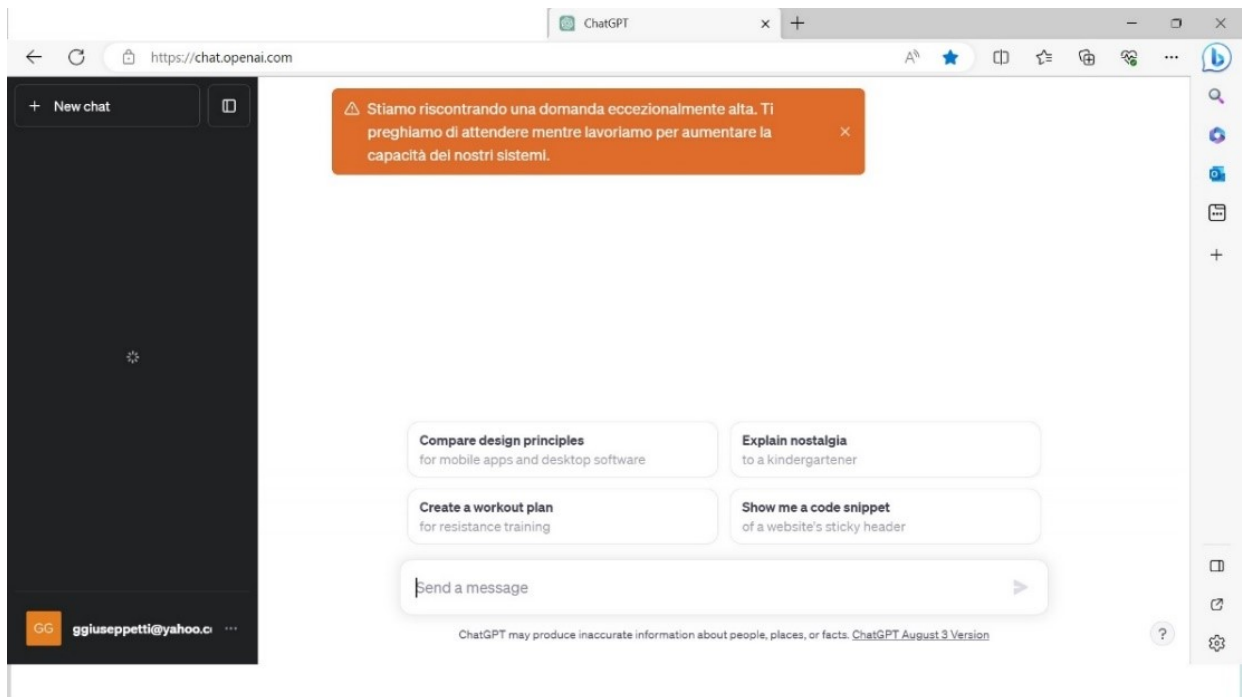 ChatGPT
https://chat.openai.com
+ New chat
Stiamo riscontrando una domanda eccezionalmente alta. Ti
preghiamo di attendere mentre lavoriamo per aumentare la
capacità dei nostri sistemi.
Compare design principles
for mobile apps and desktop software
Explain nostalgia
to a kindergartener
Create a workout plan
for resistance training
Show me a code snippet
of a website's sticky header
Send a message
GG ggiuseppetti@yahoo.c
ChatGPT may produce inaccurate information about people, places, or facts. ChatGPT August 3 Version
?